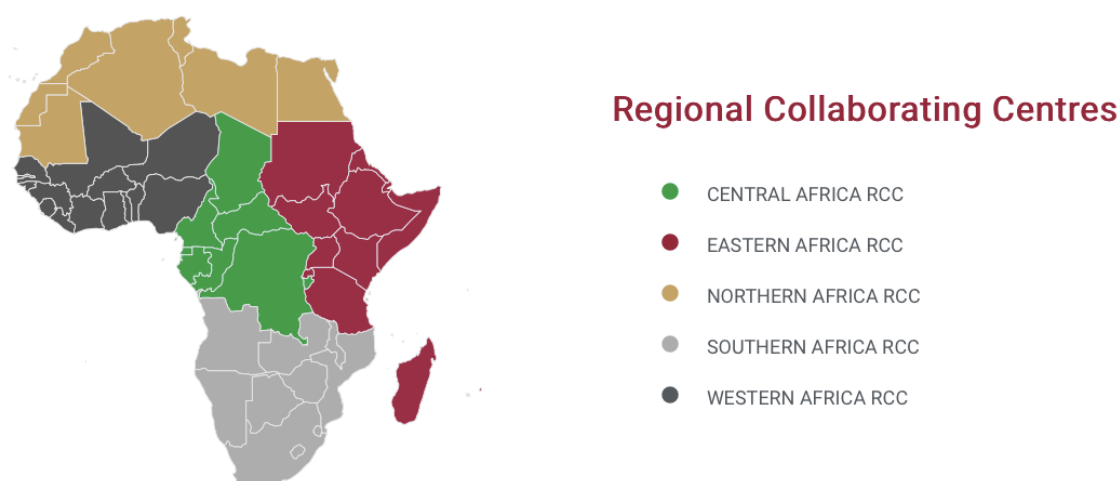 Regional Collaborating Centres
CENTRAL AFRICA RCC
EASTERN AFRICA RCC
NORTHERN AFRICA RCC
SOUTHERN AFRICA RCC
WESTERN AFRICA RCC